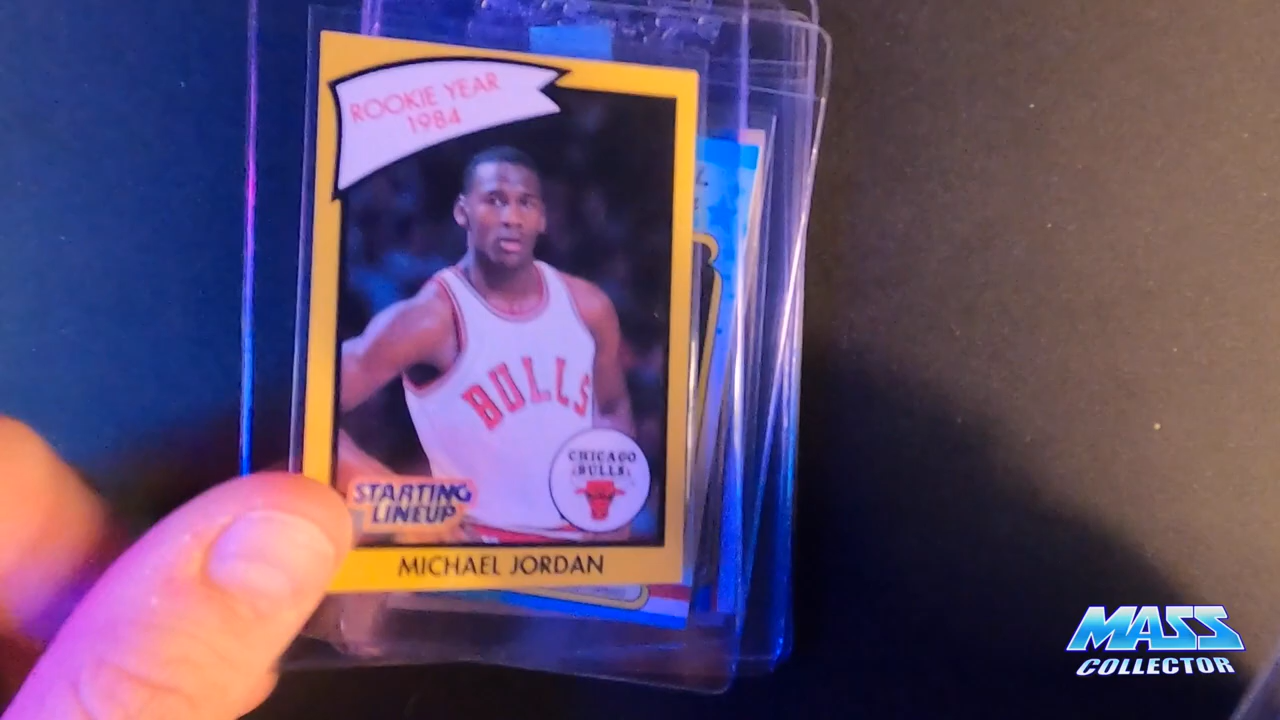 ROOKIE YEAR
1984
BULLS
CHICAGO
BULLS
STARTING
LINEUP
MICHAEL JORDAN
MASS
COLLECTOR